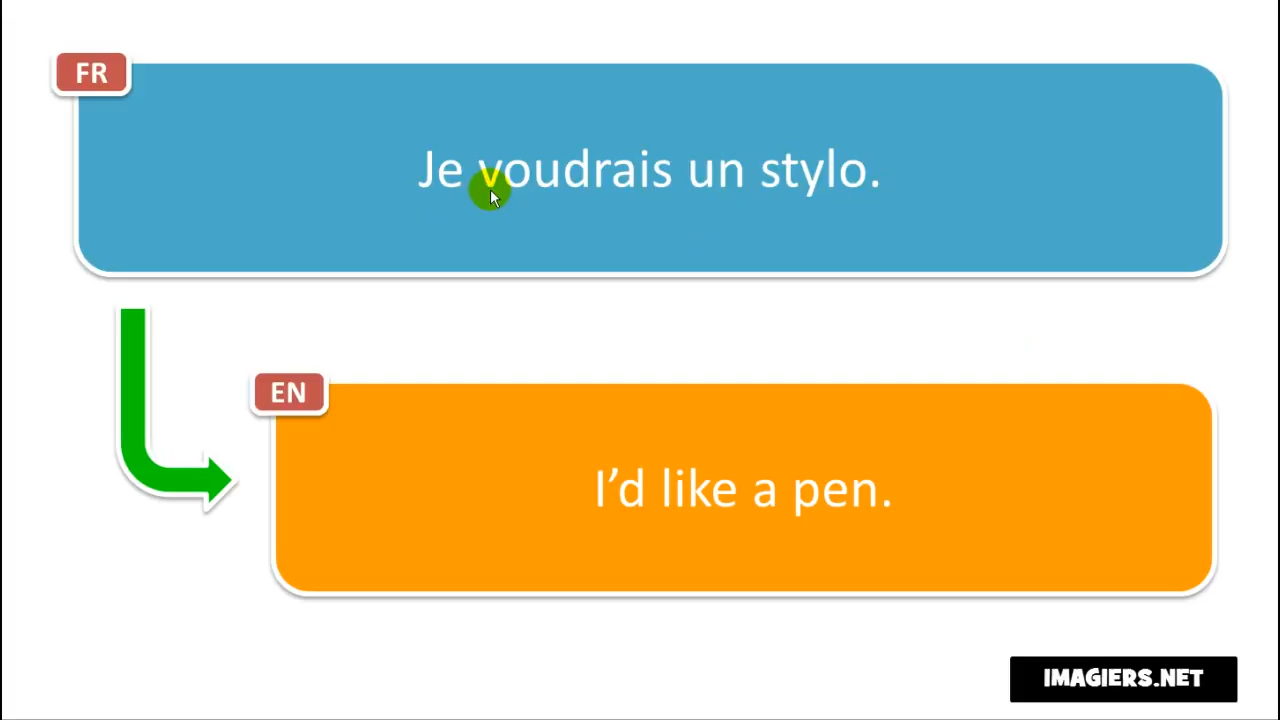 FR
Je voudrais un stylo.
EN
I’d like a pen.
IMAGIERS.NET